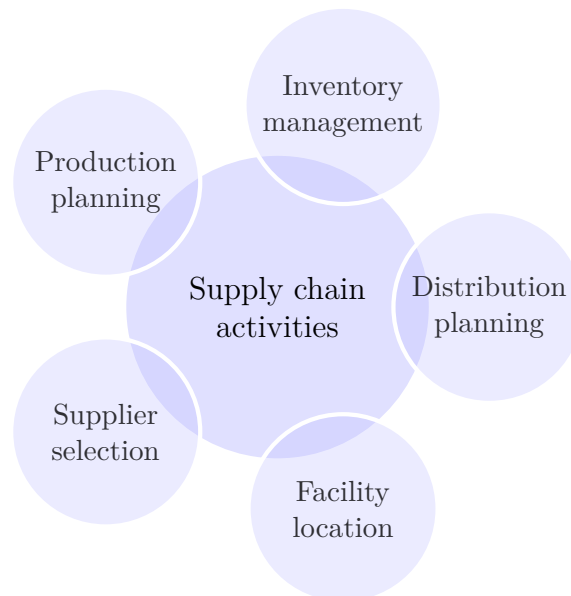 Inventory
management
Production
planning
Supply chain
activities
Distribution
planning
Supplier
selection
Facility
location